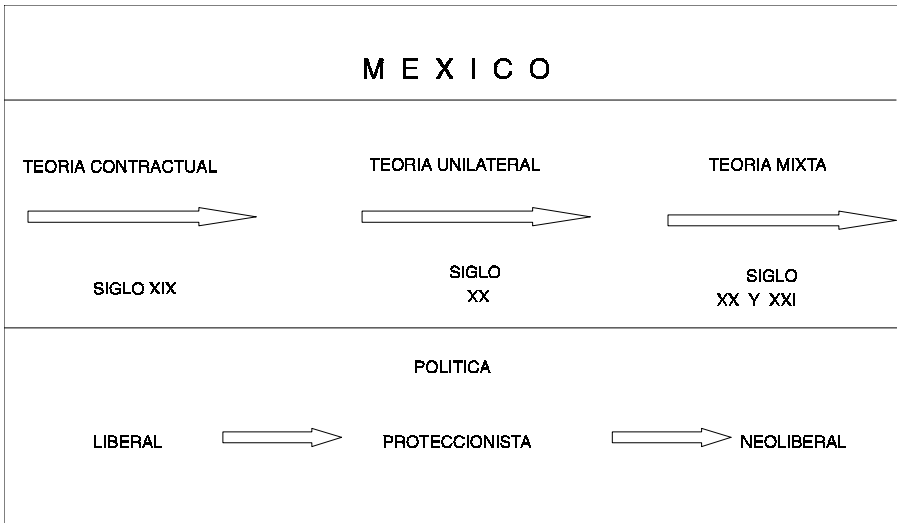 M E X I C O
TEORIA CONTRACTUAL
TEORIA UNILATERAL
TEORIA MIXTA
SIGLO XIX
SIGLO
XX
SIGLO
XX Y XXI
POLITICA
LIBERAL
PROTECCIONISTA
NEOLIBERAL